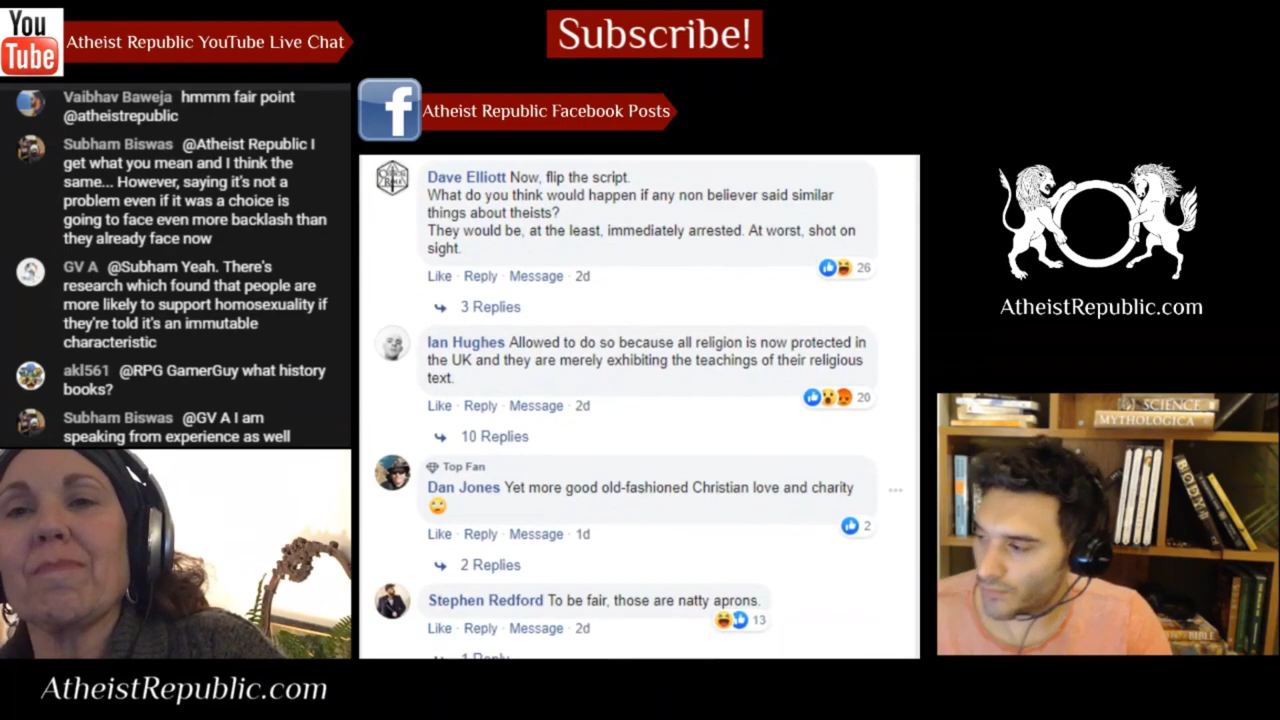 You
Tube
Atheist Republic YouTube Live Chat
Subscribe!
Vaibhav Baweja hmmm fair point
@atheistrepublic
Subham Biswas @Atheist Republic I
get what you mean and I think the
same... However, saying it's not a
problem even if it was a choice is
going to face even more backlash than
they already face now
GV A @Subham Yeah. There's
research which found that people are
more likely to support homosexuality if
they're told it's an immutable
characteristic
akl561 @RPG GamerGuy what history
books?
Subham Biswas @GV A I am
speaking from experience as well
f
Atheist Republic Facebook Posts
Dave Elliott Now, flip the script.
What do you think would happen if any non believer said similar
things about theists?
They would be, at the least, immediately arrested. At worst, shot on
sight.
26
Like · Reply · Message · 2d
3 Replies
Ian Hughes Allowed to do so because all religion is now protected in
the UK and they are merely exhibiting the teachings of their religious
text.
20
Like · Reply · Message · 2d
10 Replies
Top Fan
Dan Jones Yet more good old-fashioned Christian love and charity
🙄
2
Like · Reply · Message · 1d
2 Replies
Stephen Redford To be fair, those are natty aprons.
13
Like · Reply · Message · 2d
1 Reply
AtheistRepublic.com
SCIENCE
MYTHOLOGICA
BODY
BIBLE
AtheistRepublic.com